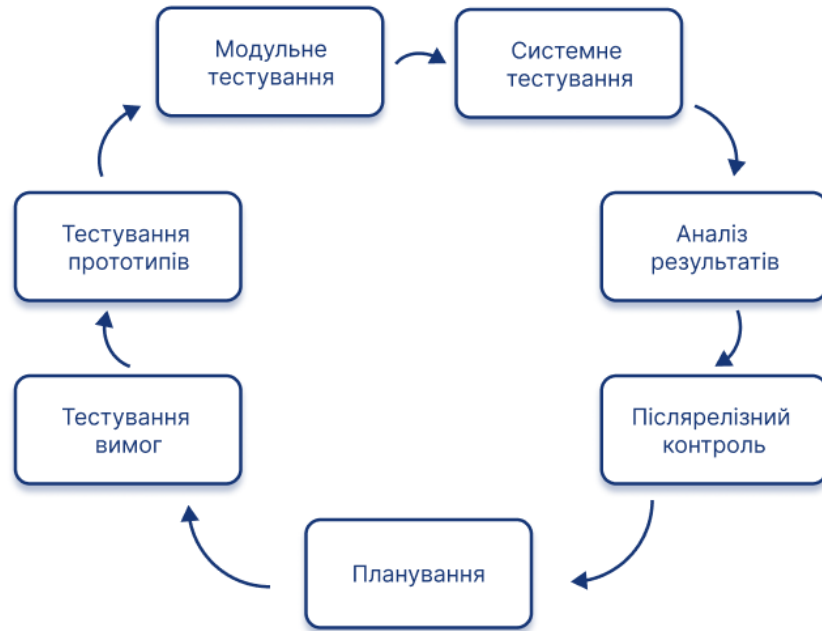 Модульне
тестування
Системне
тестування
Тестування
прототипів
Аналіз
результатів
Тестування
вимог
Післярелізний
контроль
Планування